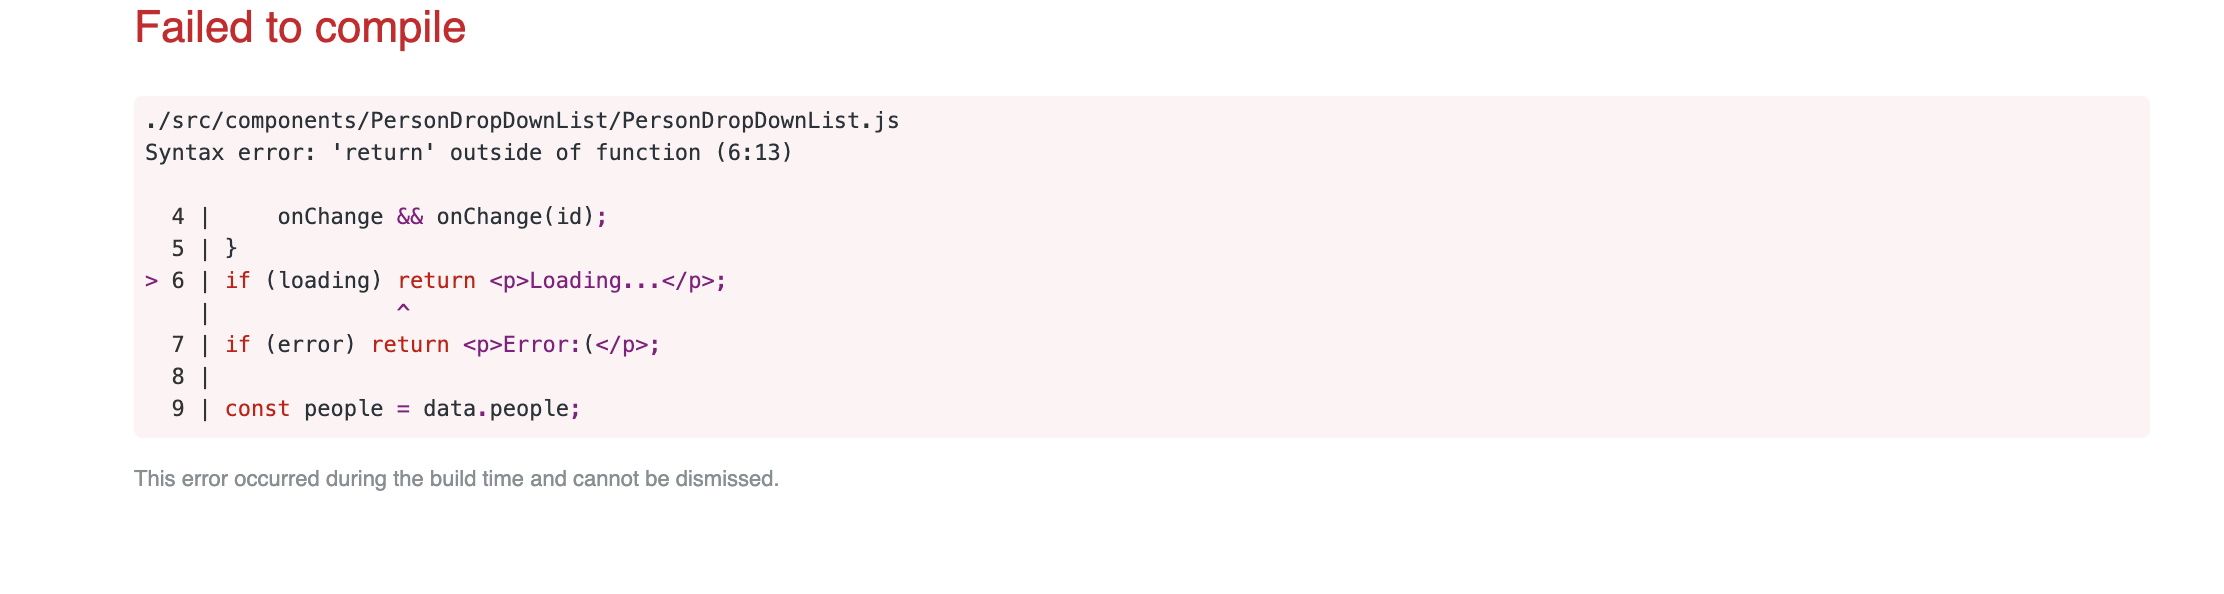 Failed to compile
./src/components/PersonDropDownList/PersonDropDownList.js
Syntax error: 'return' outside of function (6:13)
  4 |     onChange && onChange(id);
  5 | }
> 6 | if (loading) return <p>Loading...</p>;
    |              ^
  7 | if (error) return <p>Error:(</p>;
  8 |
  9 | const people = data.people;
This error occurred during the build time and cannot be dismissed.